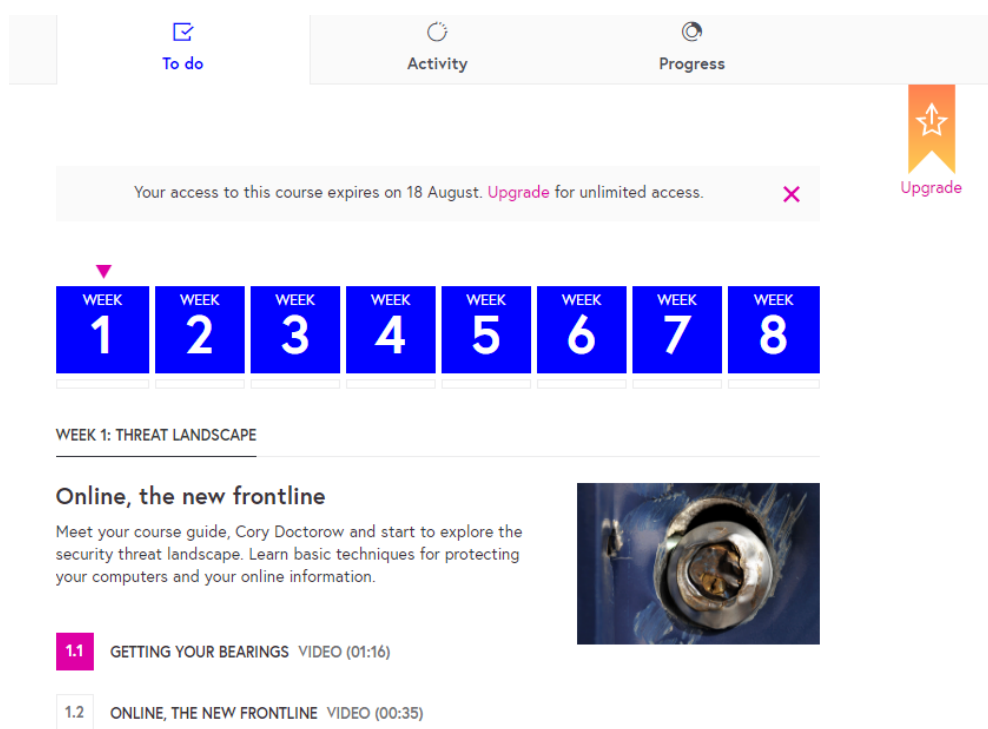 To do
Activity
Progress
Upgrade
Your access to this course expires on 18 August. Upgrade for unlimited access.
WEEK 1
WEEK 2
WEEK 3
WEEK 4
WEEK 5
WEEK 6
WEEK 7
WEEK 8
WEEK 1: THREAT LANDSCAPE
Online, the new frontline
Meet your course guide, Cory Doctorow and start to explore the
security threat landscape. Learn basic techniques for protecting
your computers and your online information.
1.1 GETTING YOUR BEARINGS VIDEO (01:16)
1.2 ONLINE, THE NEW FRONTLINE VIDEO (00:35)